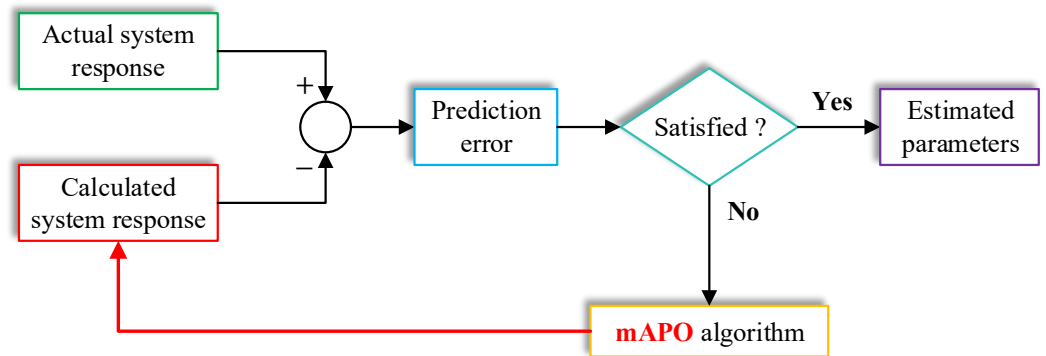 Actual system
response
+
Prediction
error
Satisfied ?
Yes
Estimated
parameters
−
Calculated
system response
No
mAPO algorithm